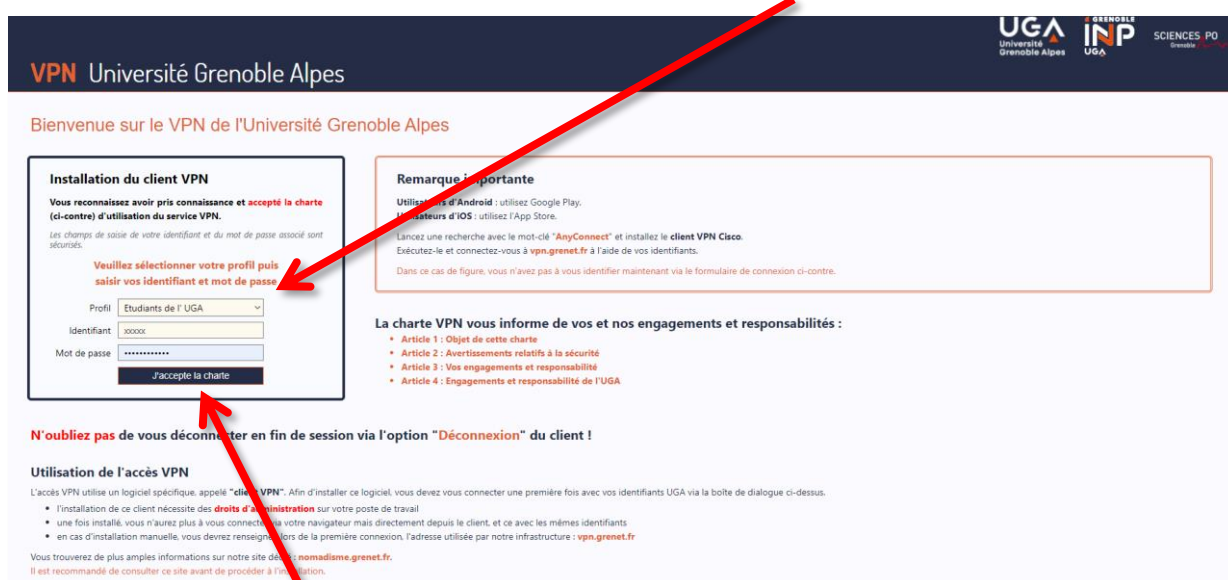 UGA
Université
Grenoble Alpes
GRENOBLE
INP
UGA
SCIENCES PO
Grenoble
VPN Université Grenoble Alpes
Bienvenue sur le VPN de l'Université Grenoble Alpes
Installation du client VPN
Vous reconnaissez avoir pris connaissance et accepté la charte
(ci-contre) d'utilisation du service VPN.
Les champs de saisie de votre identifiant et du mot de passe associé sont
sécurisés.
Veuillez sélectionner votre profil puis
saisir vos identifiant et mot de passe
Profil Etudiants de l' UGA
Identifiant xxxxx
Mot de passe ••••••••••••
J'accepte la charte
Remarque importante
Utilisateurs d'Android : utilisez Google Play.
Utilisateurs d'iOS : utilisez l'App Store.
Lancez une recherche avec le mot-clé "AnyConnect" et installez le client VPN Cisco.
Exécutez-le et connectez-vous à vpn.grenet.fr à l'aide de vos identifiants.
Dans ce cas de figure, vous n'avez pas à vous identifier maintenant via le formulaire de connexion ci-contre.
La charte VPN vous informe de vos et nos engagements et responsabilités :
• Article 1 : Objet de cette charte
• Article 2 : Avertissements relatifs à la sécurité
• Article 3 : Vos engagements et responsabilité
• Article 4 : Engagements et responsabilité de l'UGA
N'oubliez pas de vous déconnecter en fin de session via l'option "Déconnexion" du client !
Utilisation de l'accès VPN
L'accès VPN utilise un logiciel spécifique, appelé "client VPN". Afin d'installer ce logiciel, vous devez vous connecter une première fois avec vos identifiants UGA via la boîte de dialogue ci-dessus.
• l'installation de ce client nécessite des droits d'administration sur votre poste de travail
• une fois installé, vous n'aurez plus à vous connecter via votre navigateur mais directement depuis le client, et ce avec les mêmes identifiants
• en cas d'installation manuelle, vous devrez renseigner lors de la première connexion, l'adresse utilisée par notre infrastructure : vpn.grenet.fr
Vous trouverez de plus amples informations sur notre site : nomadisme.grenet.fr.
Il est recommandé de consulter ce site avant de procéder à l'installation.